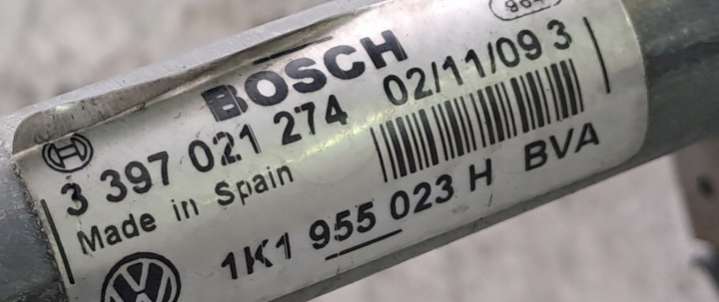 BOSCH
3 397 021 274 02/11/09 3
Made in Spain
1K1 955 023 H BVA